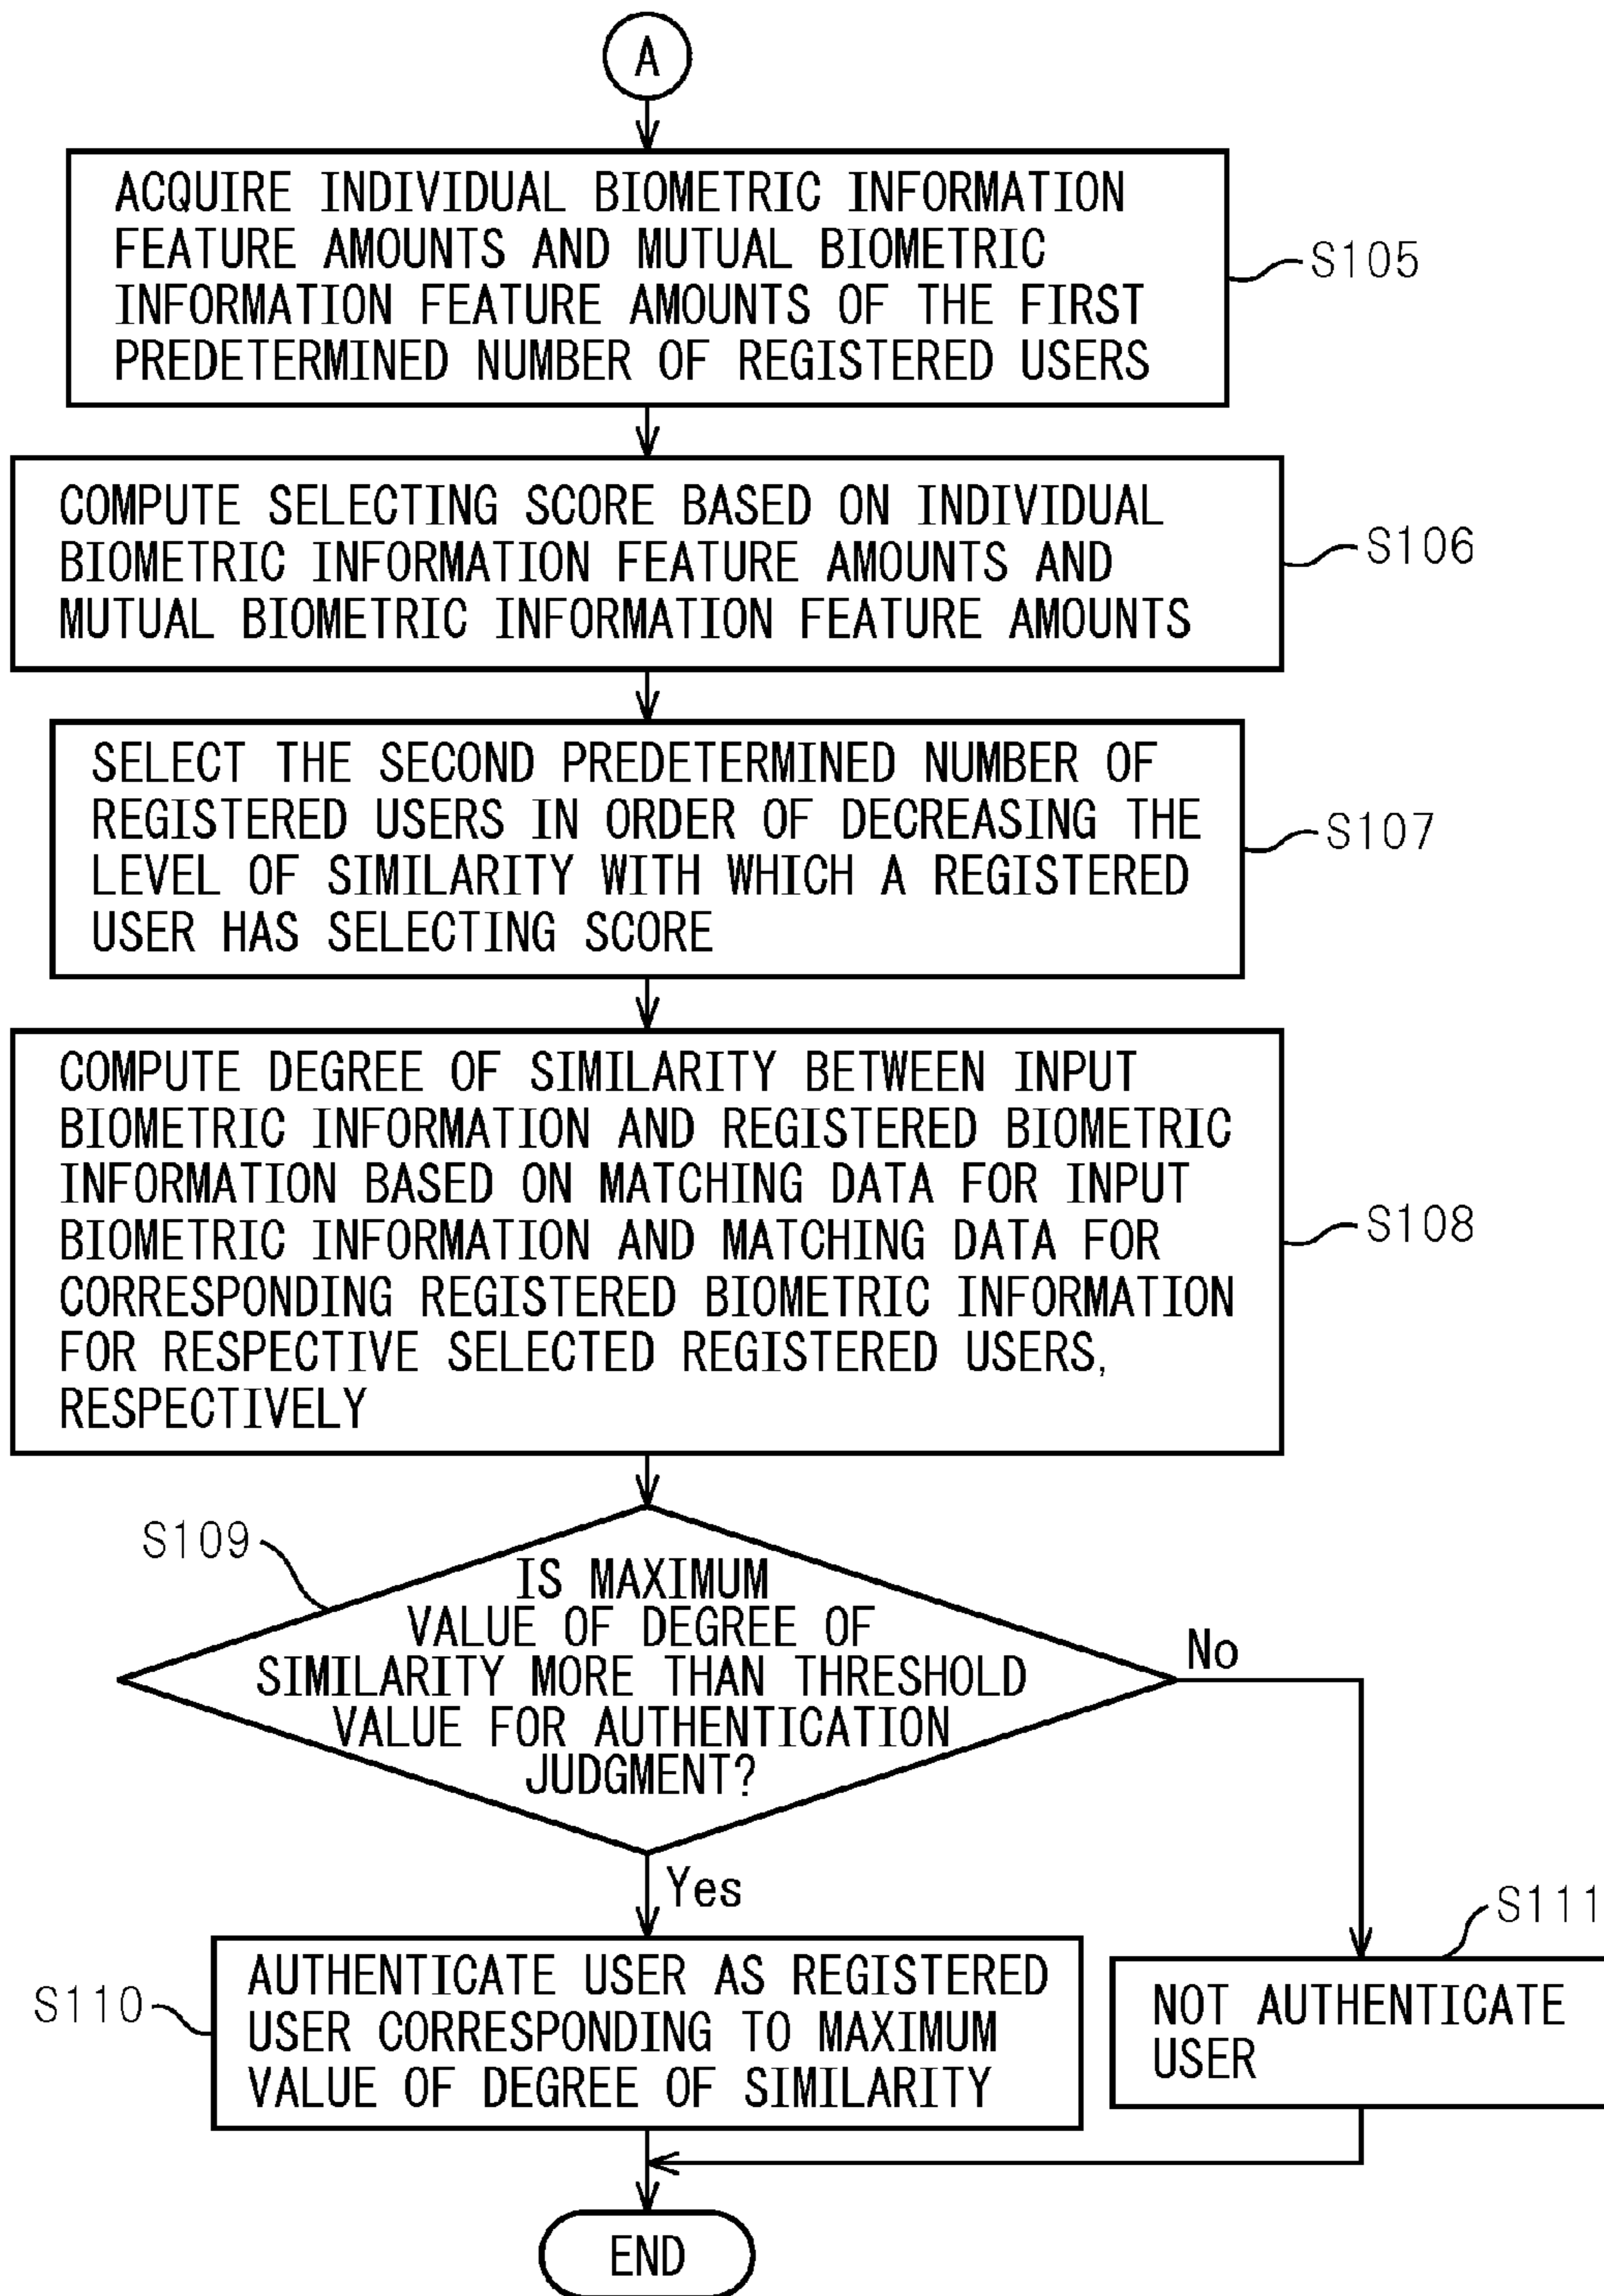 A
ACQUIRE INDIVIDUAL BIOMETRIC INFORMATION
FEATURE AMOUNTS AND MUTUAL BIOMETRIC
INFORMATION FEATURE AMOUNTS OF THE FIRST
PREDETERMINED NUMBER OF REGISTERED USERS
S105
COMPUTE SELECTING SCORE BASED ON INDIVIDUAL
BIOMETRIC INFORMATION FEATURE AMOUNTS AND
MUTUAL BIOMETRIC INFORMATION FEATURE AMOUNTS
S106
SELECT THE SECOND PREDETERMINED NUMBER OF
REGISTERED USERS IN ORDER OF DECREASING THE
LEVEL OF SIMILARITY WITH WHICH A REGISTERED
USER HAS SELECTING SCORE
S107
COMPUTE DEGREE OF SIMILARITY BETWEEN INPUT
BIOMETRIC INFORMATION AND REGISTERED BIOMETRIC
INFORMATION BASED ON MATCHING DATA FOR INPUT
BIOMETRIC INFORMATION AND MATCHING DATA FOR
CORRESPONDING REGISTERED BIOMETRIC INFORMATION
FOR RESPECTIVE SELECTED REGISTERED USERS,
RESPECTIVELY
S108
S109
IS MAXIMUM
VALUE OF DEGREE OF
SIMILARITY MORE THAN THRESHOLD
VALUE FOR AUTHENTICATION
JUDGMENT?
No
Yes
S111
S110
AUTHENTICATE USER AS REGISTERED
USER CORRESPONDING TO MAXIMUM
VALUE OF DEGREE OF SIMILARITY
NOT AUTHENTICATE
USER
END